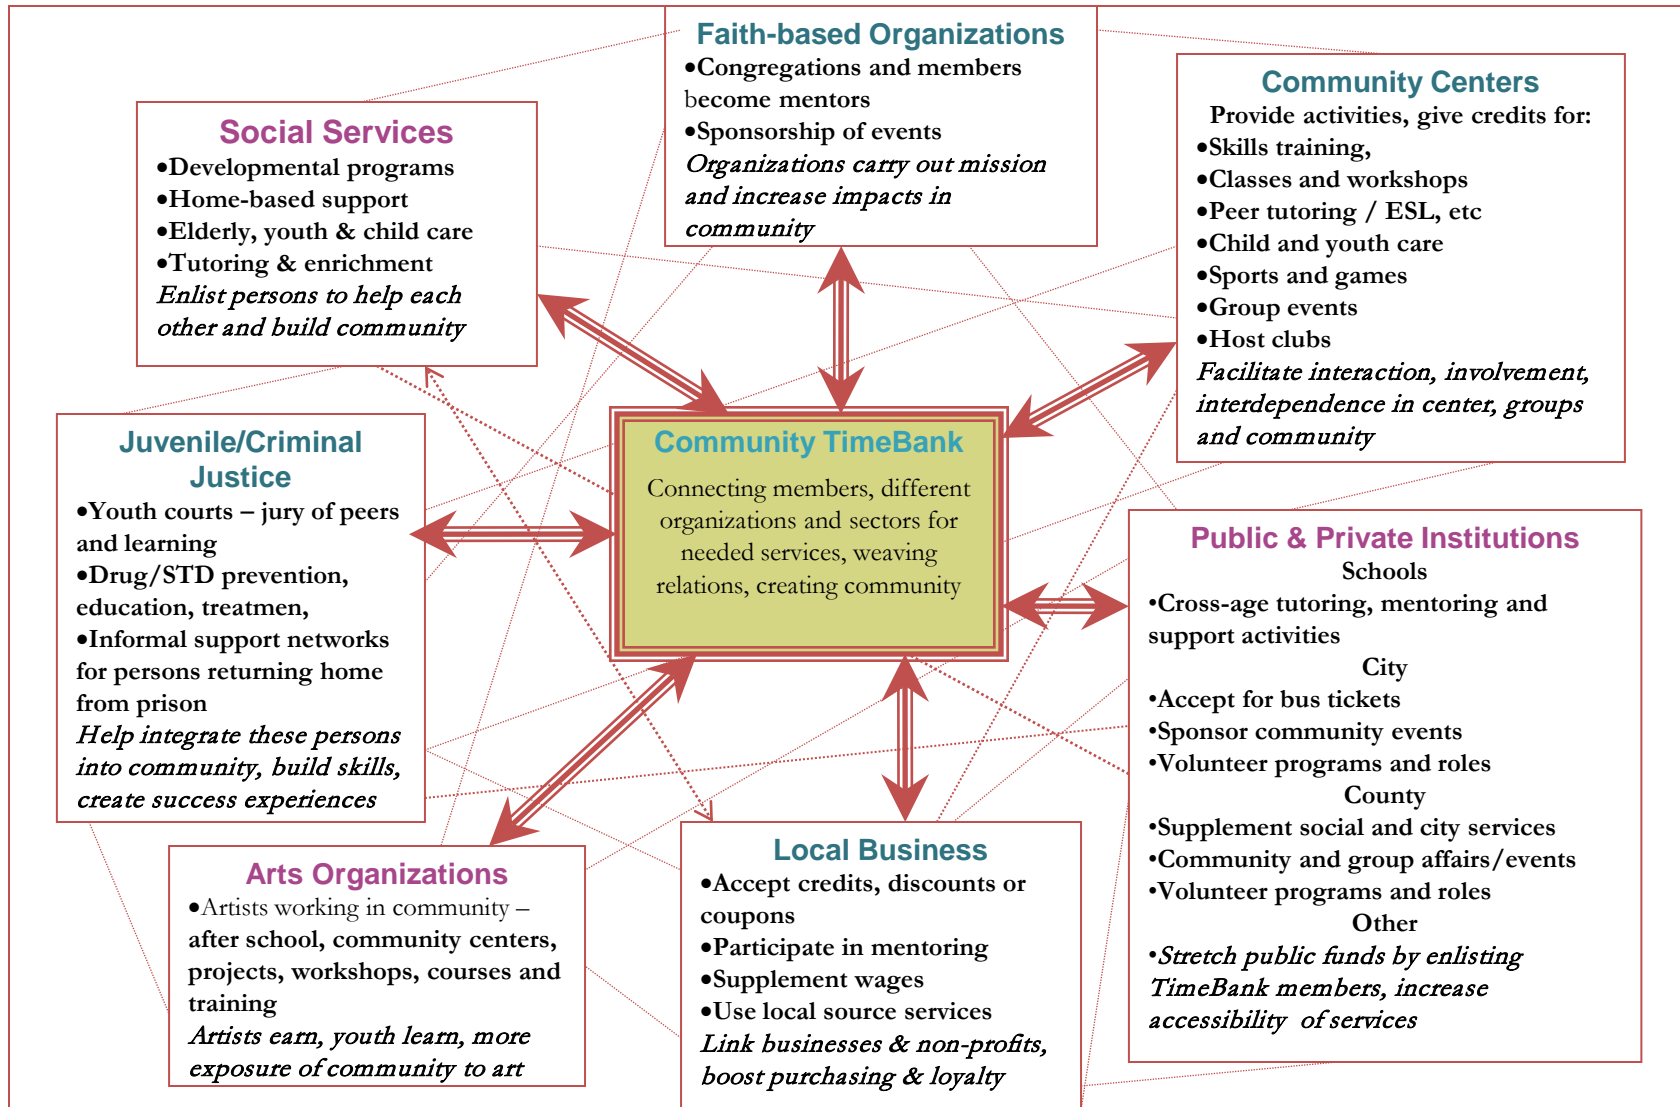 Faith-based Organizations
•Congregations and members
become mentors
•Sponsorship of events
Organizations carry out mission
and increase impacts in
community
Community Centers
Provide activities, give credits for:
•Skills training,
•Classes and workshops
•Peer tutoring / ESL, etc
•Child and youth care
•Sports and games
•Group events
•Host clubs
Facilitate interaction, involvement,
interdependence in center, groups
and community
Social Services
•Developmental programs
•Home-based support
•Elderly, youth & child care
•Tutoring & enrichment
Enlist persons to help each
other and build community
Juvenile/Criminal
Justice
•Youth courts – jury of peers
and learning
•Drug/STD prevention,
education, treatmen,
•Informal support networks
for persons returning home
from prison
Help integrate these persons
into community, build skills,
create success experiences
Community TimeBank
Connecting members, different
organizations and sectors for
needed services, weaving
relations, creating community
Public & Private Institutions
Schools
•Cross-age tutoring, mentoring and
support activities
City
•Accept for bus tickets
•Sponsor community events
•Volunteer programs and roles
County
•Supplement social and city services
•Community and group affairs/events
•Volunteer programs and roles
Other
•Stretch public funds by enlisting
TimeBank members, increase
accessibility of services
Arts Organizations
•Artists working in community –
after school, community centers,
projects, workshops, courses and
training
Artists earn, youth learn, more
exposure of community to art
Local Business
•Accept credits, discounts or
coupons
•Participate in mentoring
•Supplement wages
•Use local source services
Link businesses & non-profits,
boost purchasing & loyalty